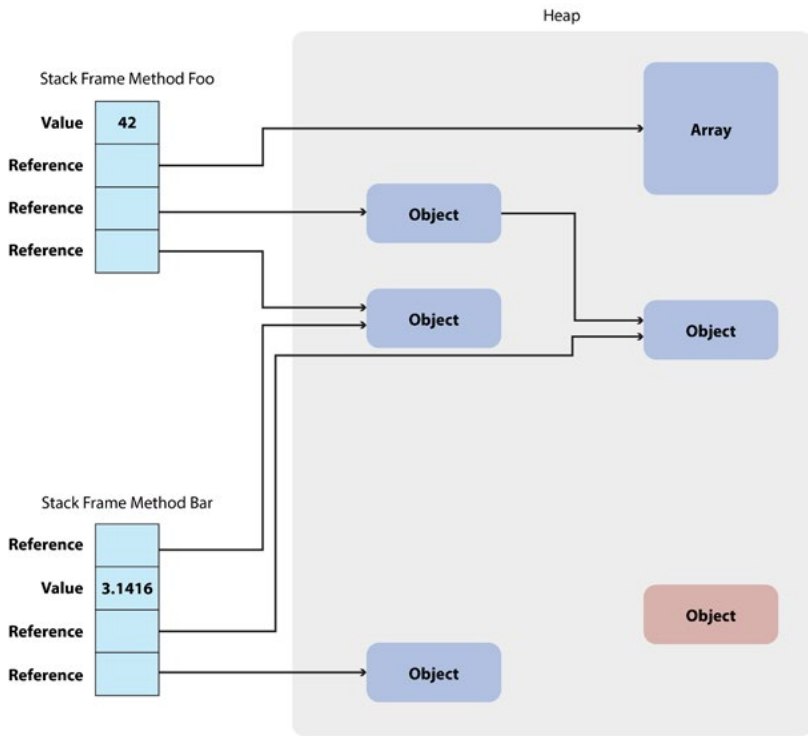 Heap
Stack Frame Method Foo
Value 42
Reference
Reference
Reference
Array
Object
Object
Object
Stack Frame Method Bar
Reference
Value 3.1416
Reference
Reference
Object
Object